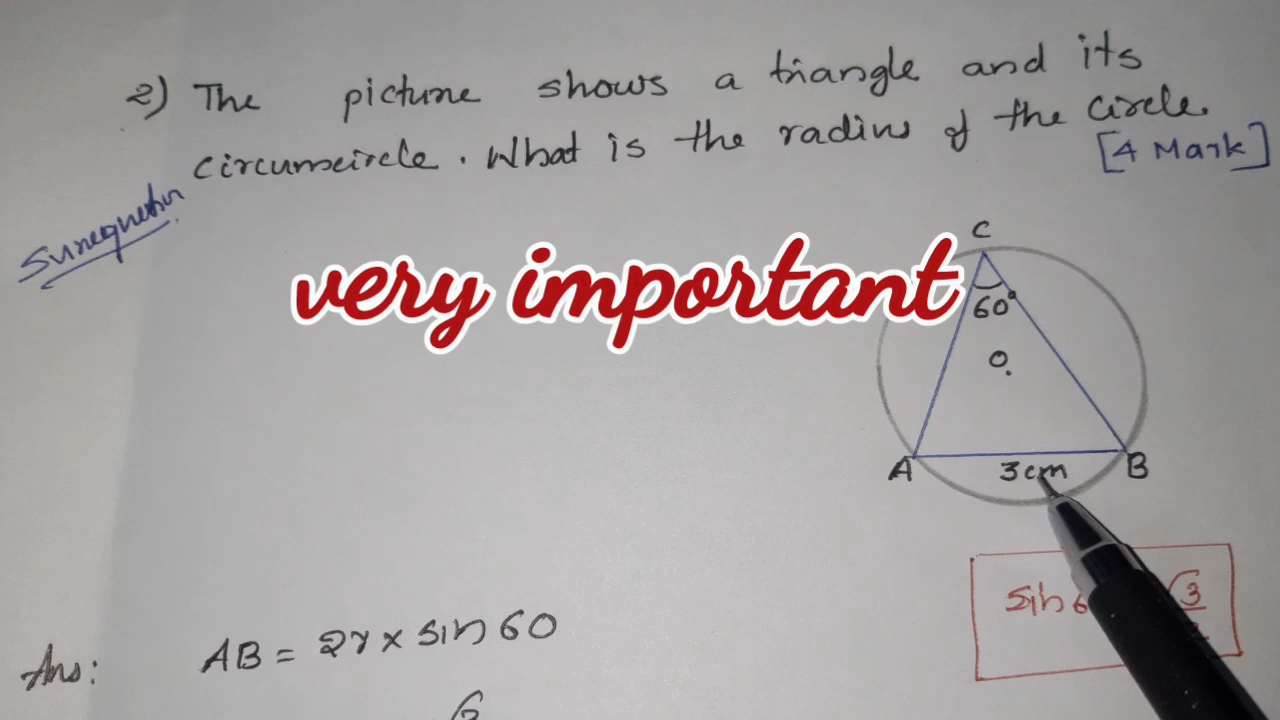 2) The picture shows a triangle and its
circumcircle. What is the radius of the circle.
[4 Mark]
very important
C
60°
O
A
3cm
B
Ans: AB = 2r × sin 60